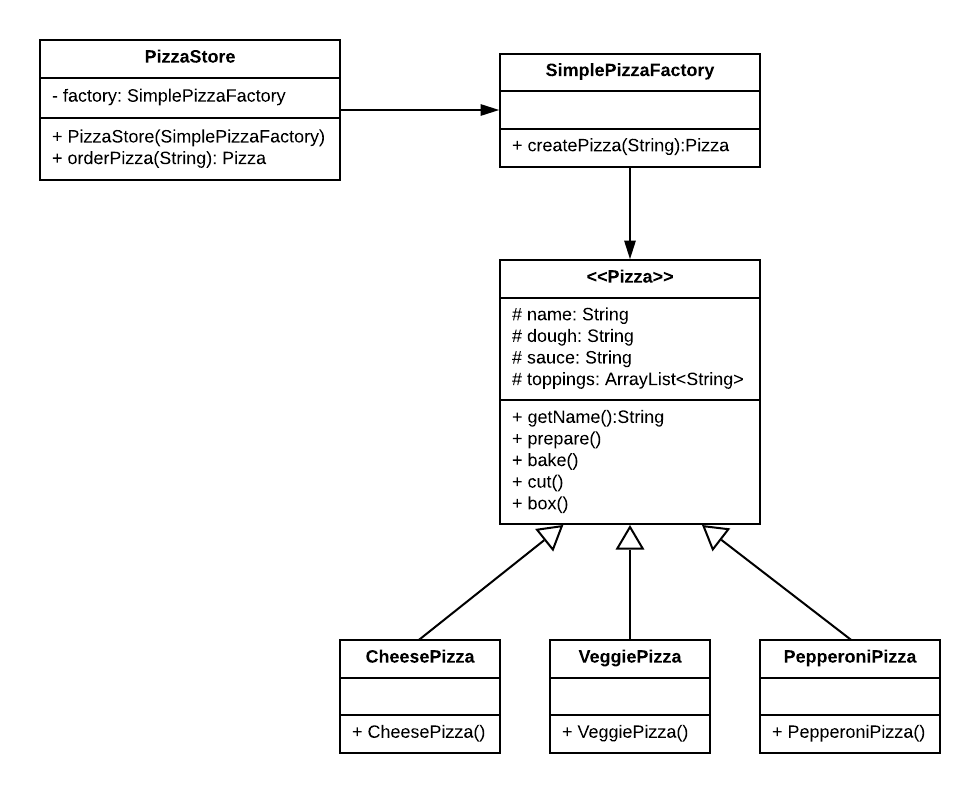 PizzaStore
- factory: SimplePizzaFactory
+ PizzaStore(SimplePizzaFactory)
+ orderPizza(String): Pizza
SimplePizzaFactory
+ createPizza(String):Pizza
<<Pizza>>
# name: String
# dough: String
# sauce: String
# toppings: ArrayList<String>
+ getName():String
+ prepare()
+ bake()
+ cut()
+ box()
CheesePizza
+ CheesePizza()
VeggiePizza
+ VeggiePizza()
PepperoniPizza
+ PepperoniPizza()